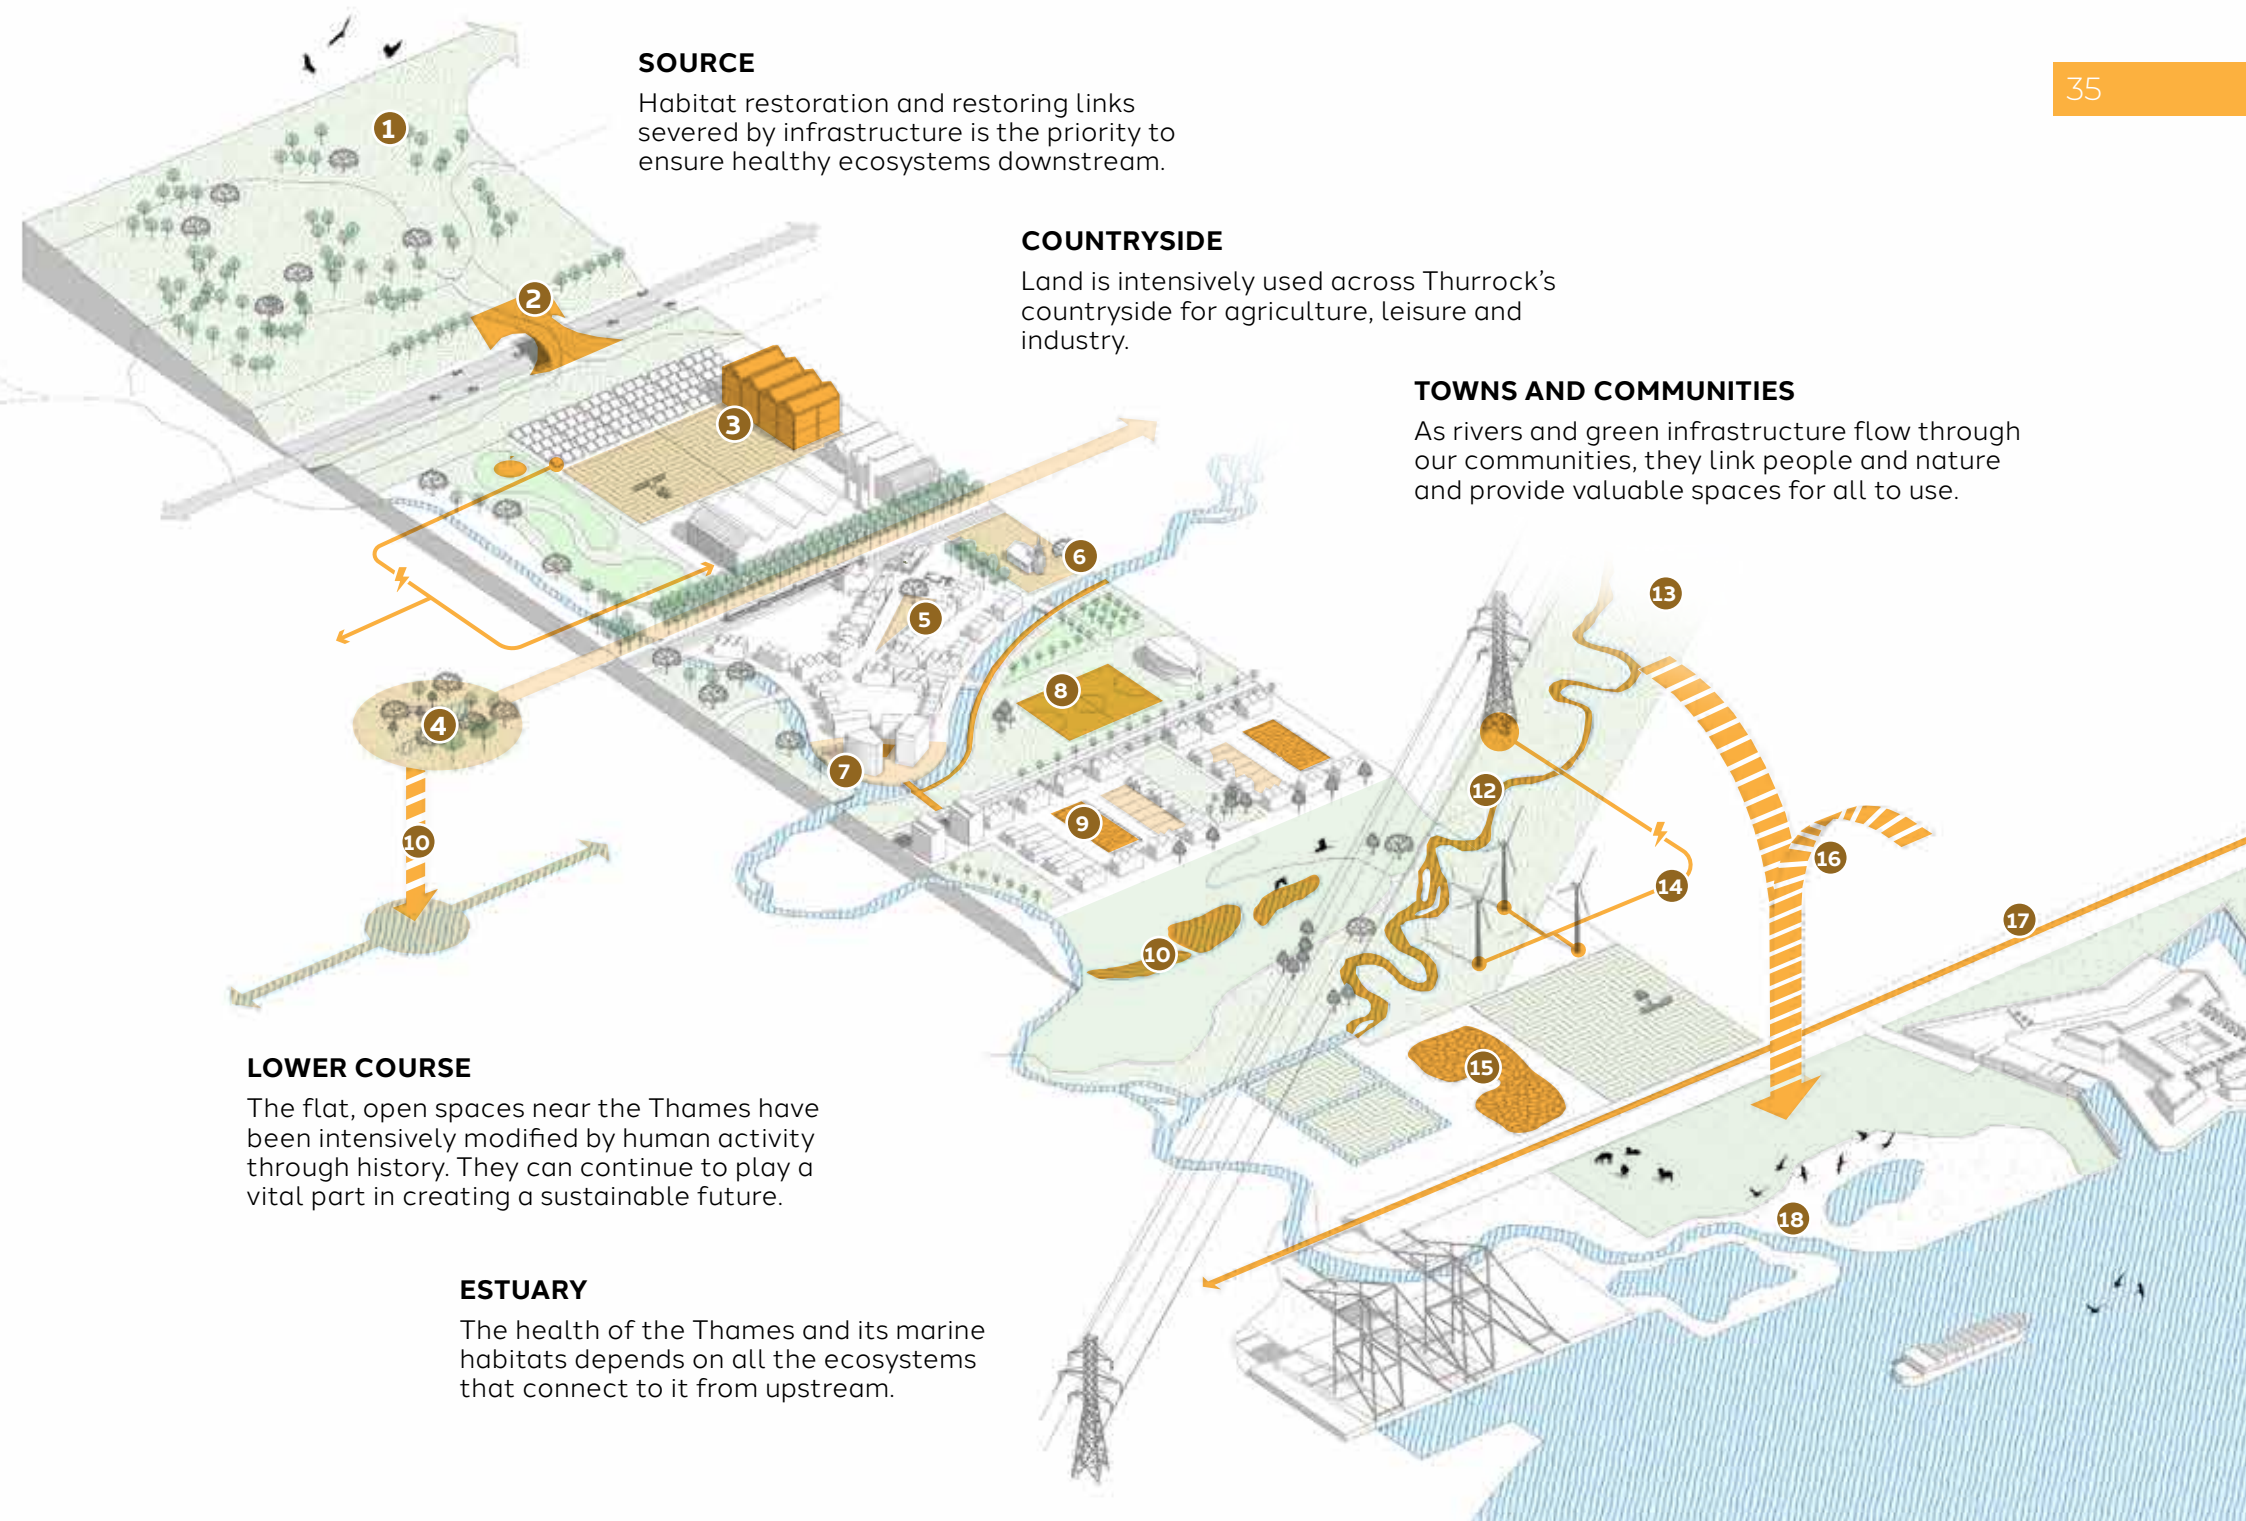 35
SOURCE
Habitat restoration and restoring links
severed by infrastructure is the priority to
ensure healthy ecosystems downstream.
COUNTRYSIDE
Land is intensively used across Thurrock's
countryside for agriculture, leisure and
industry.
TOWNS AND COMMUNITIES
As rivers and green infrastructure flow through
our communities, they link people and nature
and provide valuable spaces for all to use.
1
2
3
4
5
6
7
8
9
10
10
12
13
14
15
16
17
18
LOWER COURSE
The flat, open spaces near the Thames have
been intensively modified by human activity
through history. They can continue to play a
vital part in creating a sustainable future.
ESTUARY
The health of the Thames and its marine
habitats depends on all the ecosystems
that connect to it from upstream.